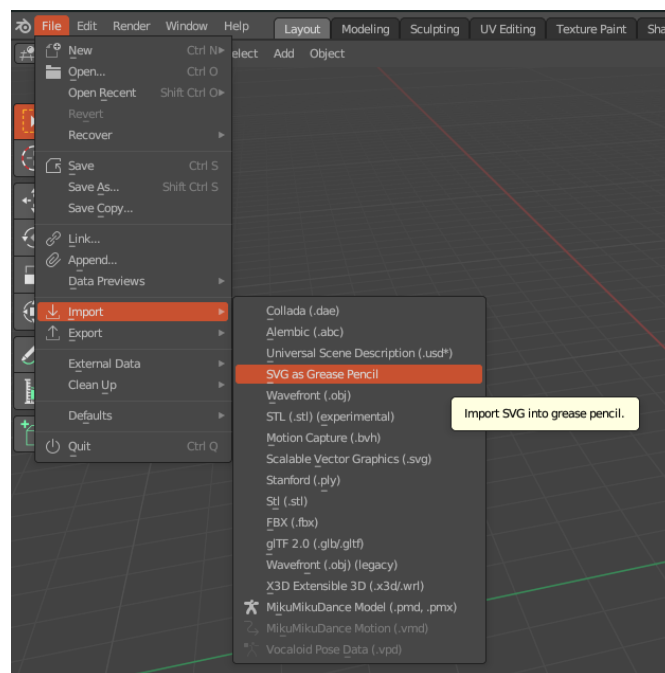 File Edit Render Window Help Layout Modeling Sculpting UV Editing Texture Paint Sha
elect Add Object
New Ctrl N
Open... Ctrl O
Open Recent Shift Ctrl O
Revert
Recover
Save Ctrl S
Save As... Shift Ctrl S
Save Copy...
Link...
Append...
Data Previews
Import
Export
External Data
Clean Up
Defaults
Quit Ctrl Q
Collada (.dae)
Alembic (.abc)
Universal Scene Description (.usd*)
SVG as Grease Pencil
Wavefront (.obj)
STL (.stl) (experimental)
Motion Capture (.bvh)
Scalable Vector Graphics (.svg)
Stanford (.ply)
Stl (.stl)
FBX (.fbx)
glTF 2.0 (.glb/.gltf)
Wavefront (.obj) (legacy)
X3D Extensible 3D (.x3d/.wrl)
MikuMikuDance Model (.pmd, .pmx)
MikuMikuDance Motion (.vmd)
Vocaloid Pose Data (.vpd)
Import SVG into grease pencil.